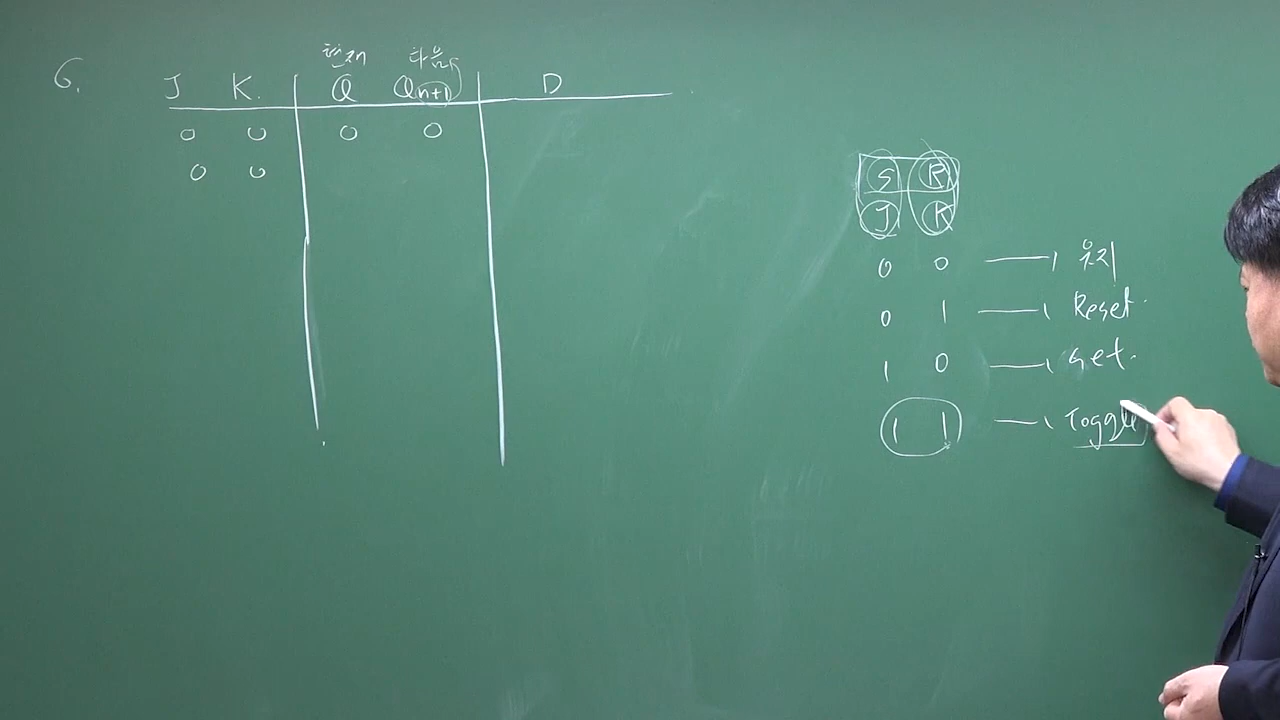 6.
현재 다음
J K. Q Q(n+1) D
0 0 0 0
0 0
S R
J K
0 0 → 유지
0 1 → Reset.
1 0 → Set.
1 1 → Toggle